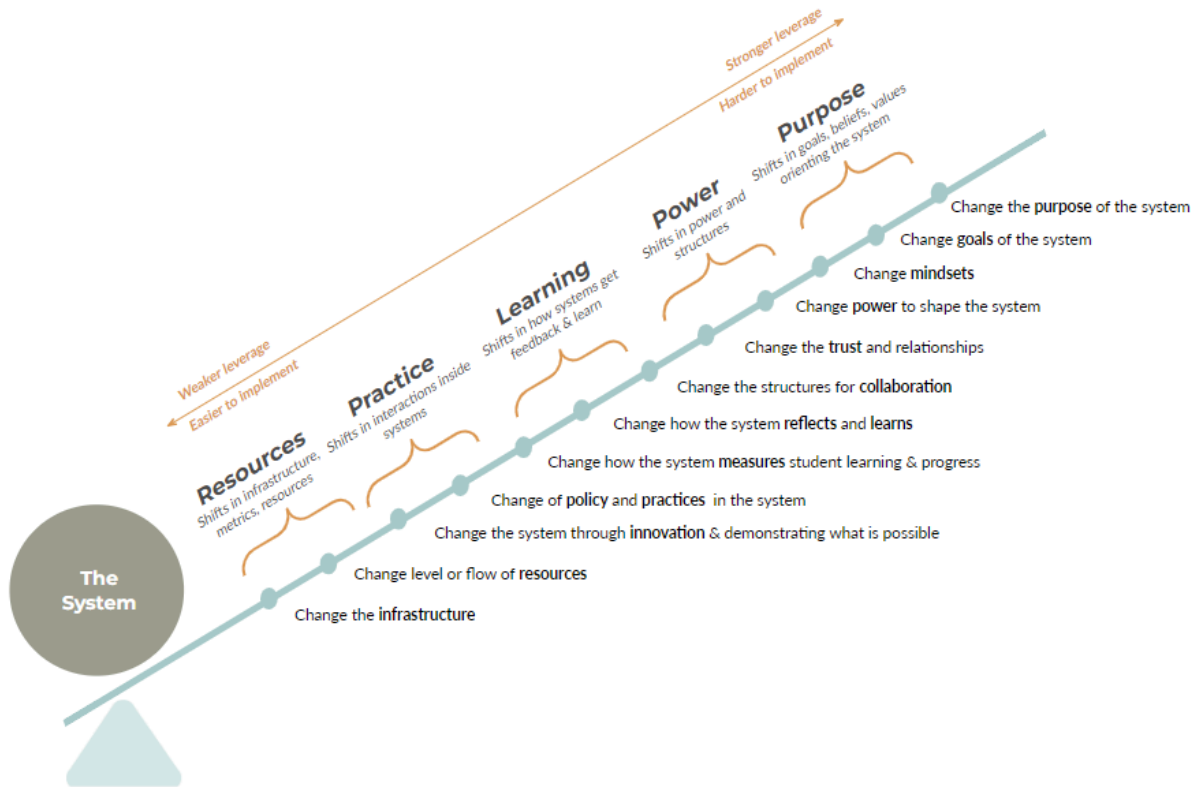 Stronger leverage
Harder to implement
Purpose
Shifts in goals, beliefs, values
orienting the system
Power
Shifts in power and
structures
Learning
Shifts in how systems get
feedback & learn
Weaker leverage
Easier to implement
Practice
Shifts in interactions inside
systems
Resources
Shifts in infrastructure,
metrics, resources
The
System
Change the purpose of the system
Change goals of the system
Change mindsets
Change power to shape the system
Change the trust and relationships
Change the structures for collaboration
Change how the system reflects and learns
Change how the system measures student learning & progress
Change of policy and practices in the system
Change the system through innovation & demonstrating what is possible
Change level or flow of resources
Change the infrastructure